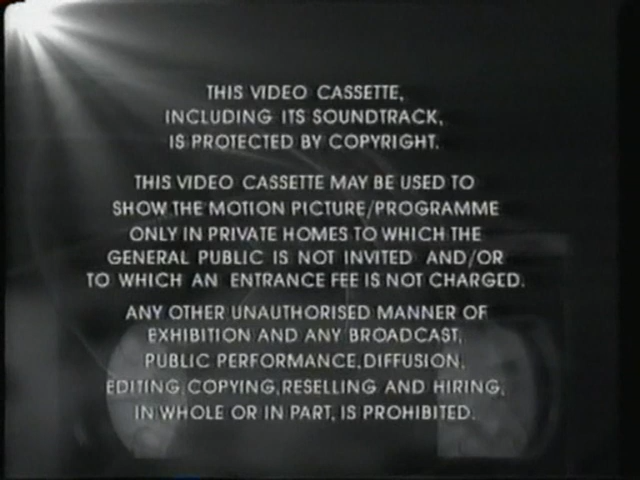 THIS VIDEO CASSETTE,
INCLUDING ITS SOUNDTRACK,
IS PROTECTED BY COPYRIGHT.
THIS VIDEO CASSETTE MAY BE USED TO
SHOW THE MOTION PICTURE/PROGRAMME
ONLY IN PRIVATE HOMES TO WHICH THE
GENERAL PUBLIC IS NOT INVITED AND/OR
TO WHICH AN ENTRANCE FEE IS NOT CHARGED.
ANY OTHER UNAUTHORISED MANNER OF
EXHIBITION AND ANY BROADCAST,
PUBLIC PERFORMANCE, DIFFUSION,
EDITING, COPYING, RESELLING AND HIRING,
IN WHOLE OR IN PART, IS PROHIBITED.